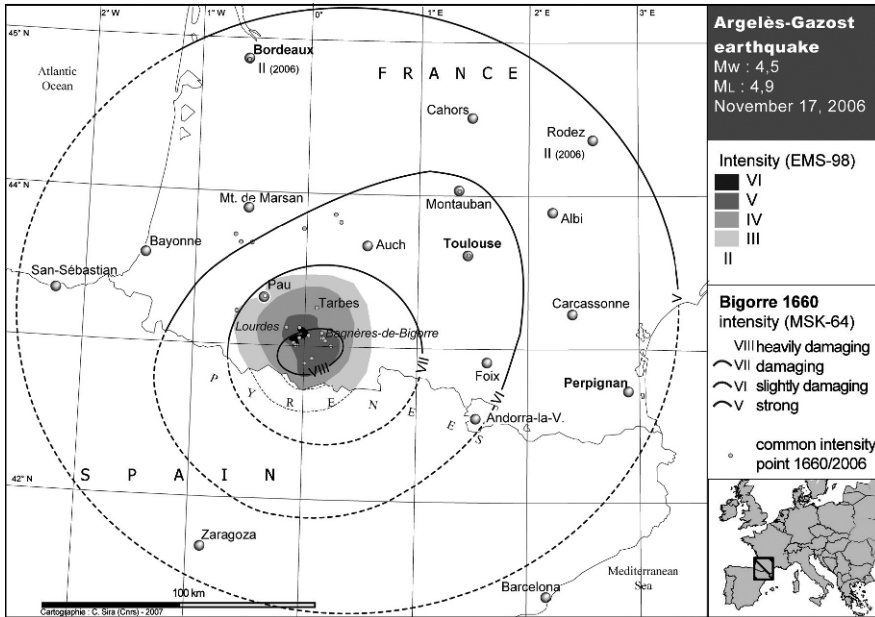 4° W
2° W
0°
1° E
2° E
3° E
45° N
Bordeaux
II (2006)
Atlantic
Ocean
F R A N C E
Cahors
Rodez
II (2006)
44° N
Mt. de Marsan
Montauban
Albi
Bayonne
Auch
Toulouse
San-Sébastian
Pau
Tarbes
Carcassonne
V
Lourdes
Bagnères-de-Bigorre
VIII
VII
Foix
Perpignan
P Y R E N E E S
VI
Andorra-la-V.
42° N
S P A I N
Zaragoza
Mediterranean
Sea
Barcelona
100 km
Cartographie : C. Sira (Cnrs) - 2007
Argelès-Gazost
earthquake
Mw : 4,5
ML : 4,9
November 17, 2006
Intensity (EMS-98)
VI
V
IV
III
II
Bigorre 1660
intensity (MSK-64)
VIII heavily damaging
VII damaging
VI slightly damaging
V strong
common intensity
point 1660/2006